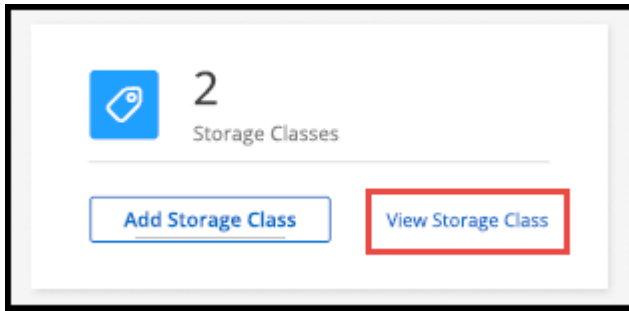 2
Storage Classes
Add Storage Class
View Storage Class